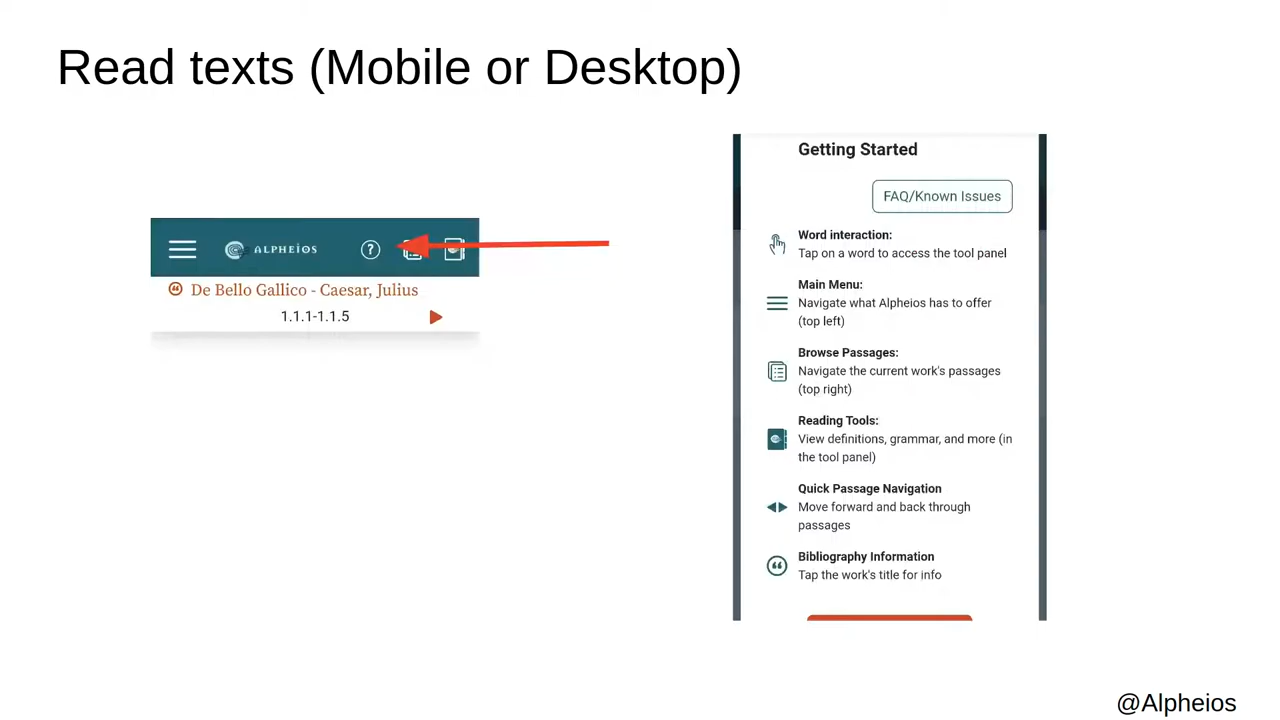 Read texts (Mobile or Desktop)
ALPHEIOS
De Bello Gallico - Caesar, Julius
1.1.1-1.1.5
Getting Started
FAQ/Known Issues
Word interaction:
Tap on a word to access the tool panel
Main Menu:
Navigate what Alpheios has to offer
(top left)
Browse Passages:
Navigate the current work's passages
(top right)
Reading Tools:
View definitions, grammar, and more (in
the tool panel)
Quick Passage Navigation
Move forward and back through
passages
Bibliography Information
Tap the work's title for info
@Alpheios